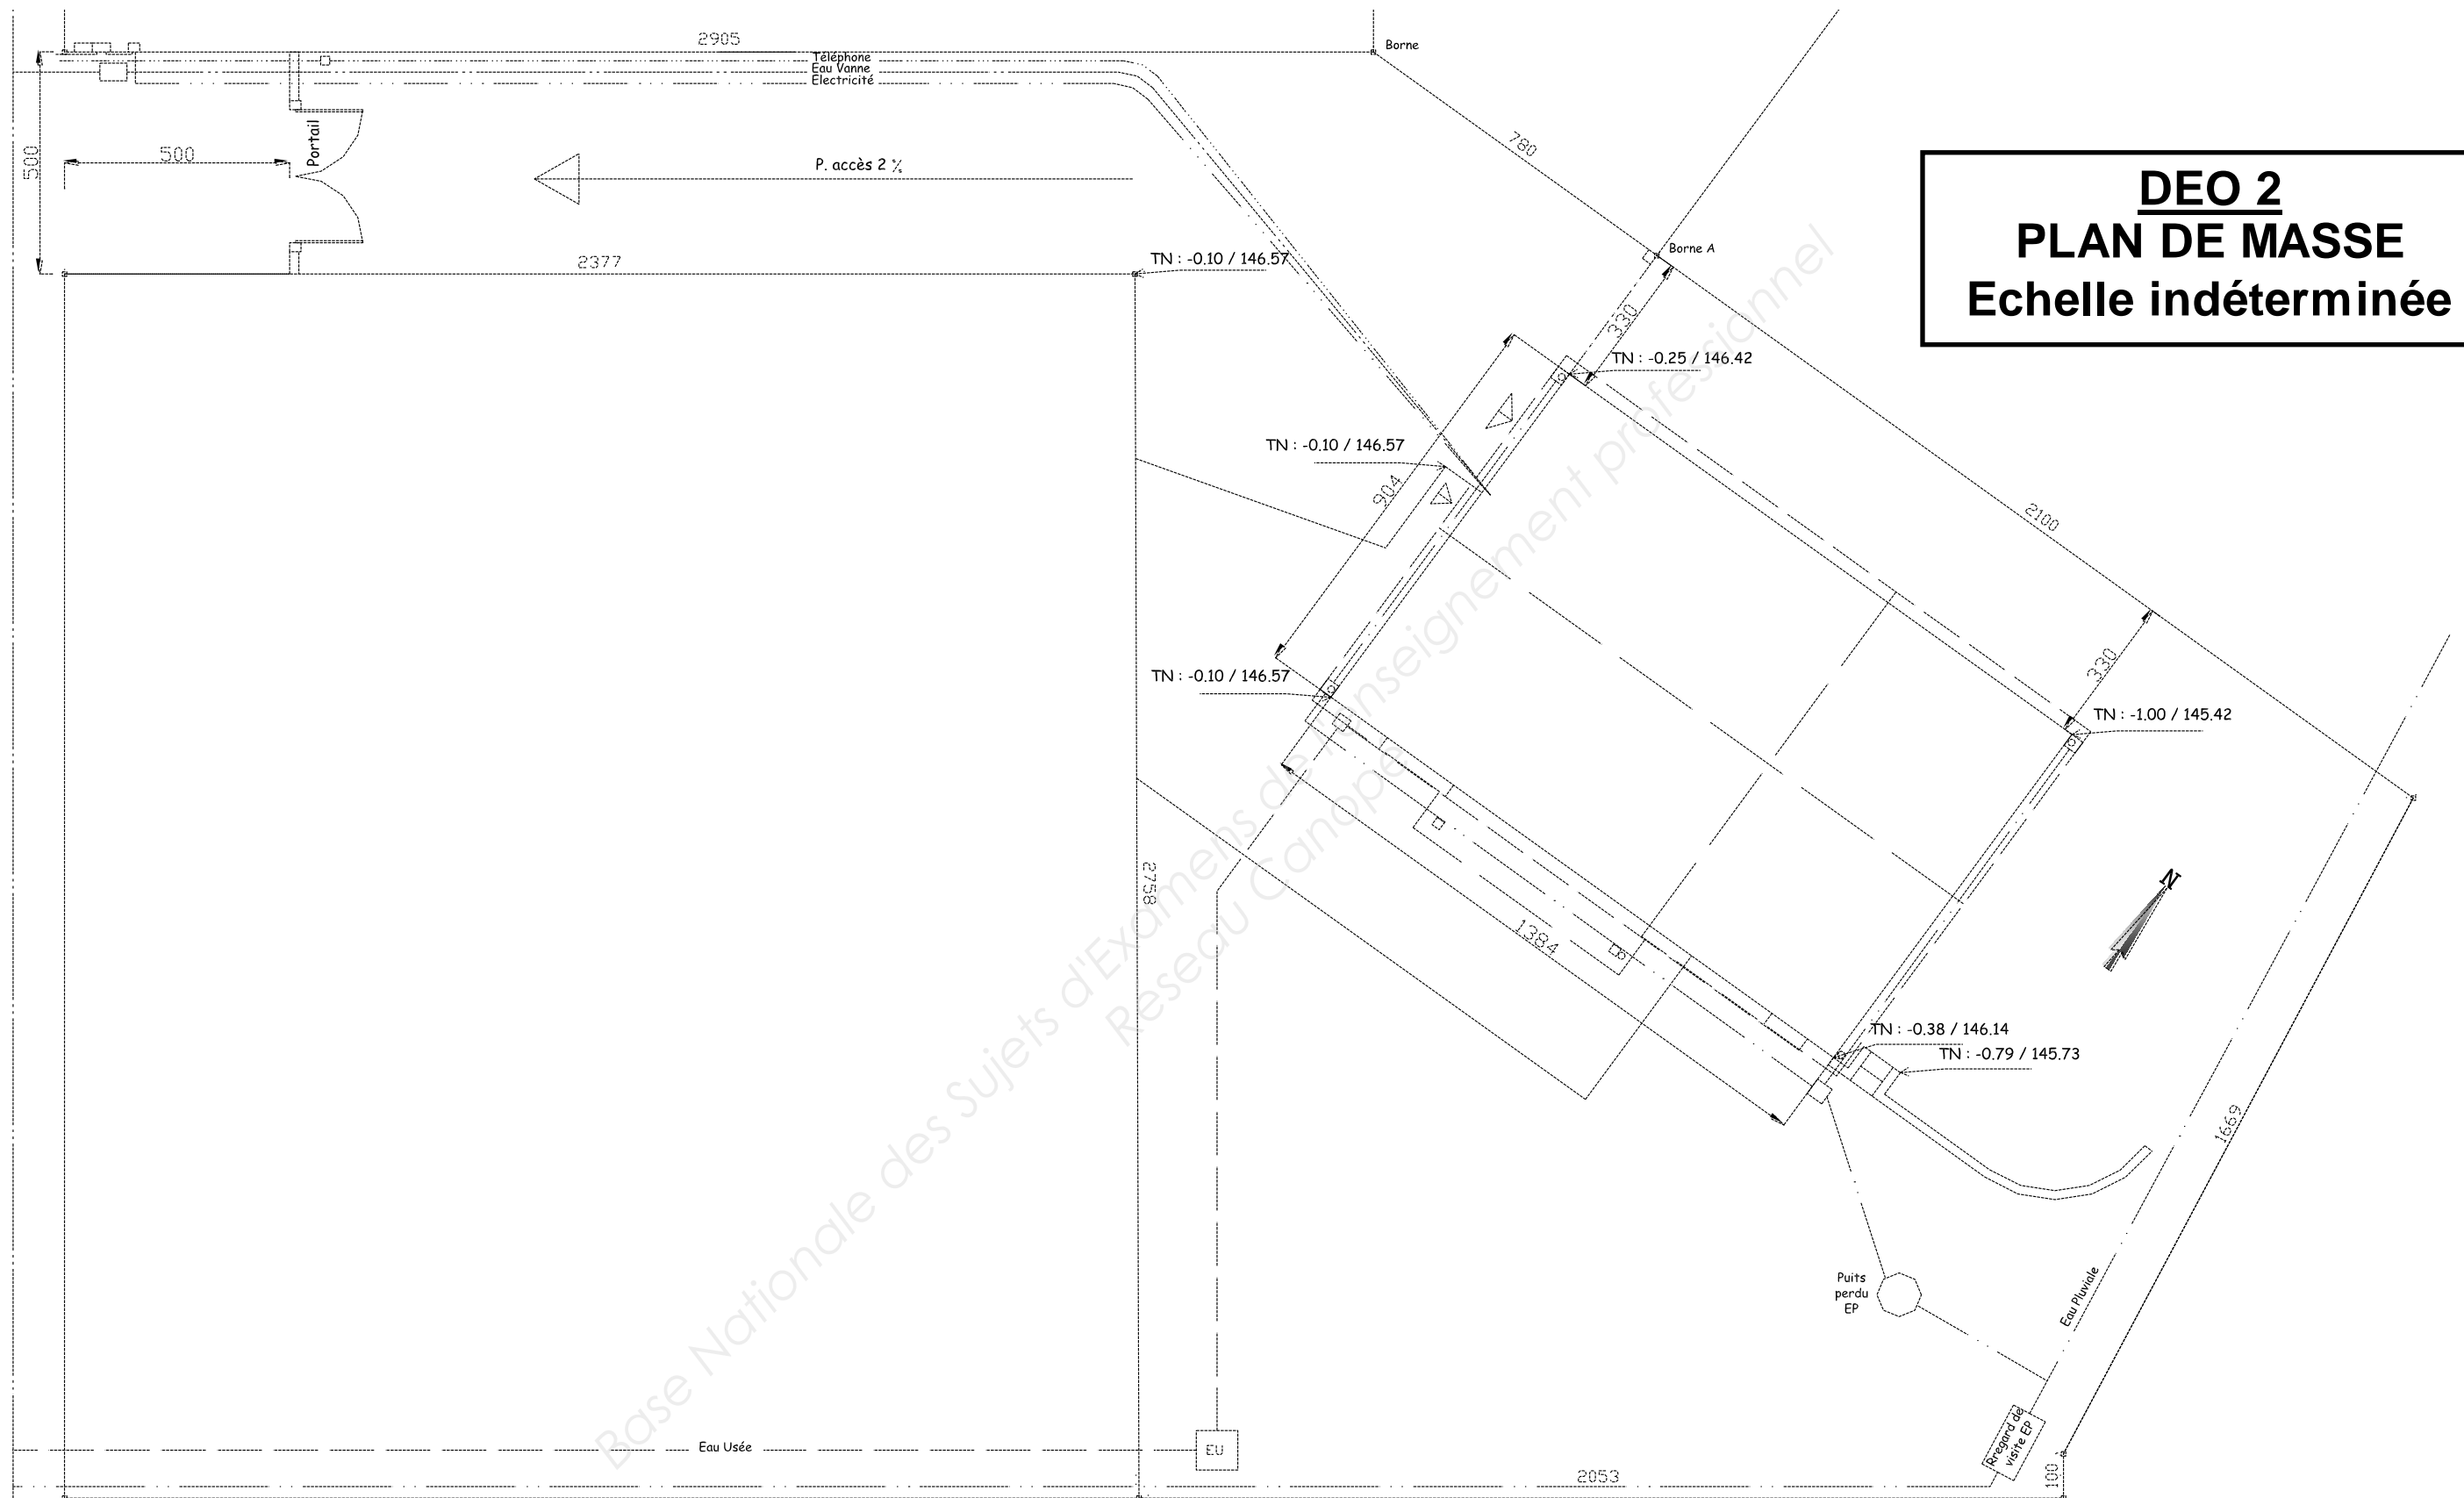 2905
Borne
Téléphone
Eau Vanne
Electricité
500
500
Portail
P. accès 2 %
780
DEO 2
PLAN DE MASSE
Echelle indéterminée
Borne A
TN : -0.10 / 146.57
2377
330
TN : -0.25 / 146.42
TN : -0.10 / 146.57
904
2100
TN : -0.10 / 146.57
330
TN : -1.00 / 145.42
2758
N
1384
TN : -0.38 / 146.14
TN : -0.79 / 145.73
1669
Puits
perdu
EP
Eau Pluviale
Rregard de
visite EP
Eau Usée
EU
2053
100
Base Nationale des Sujets d'Examens de l'enseignement professionnel
Reseau Canopé